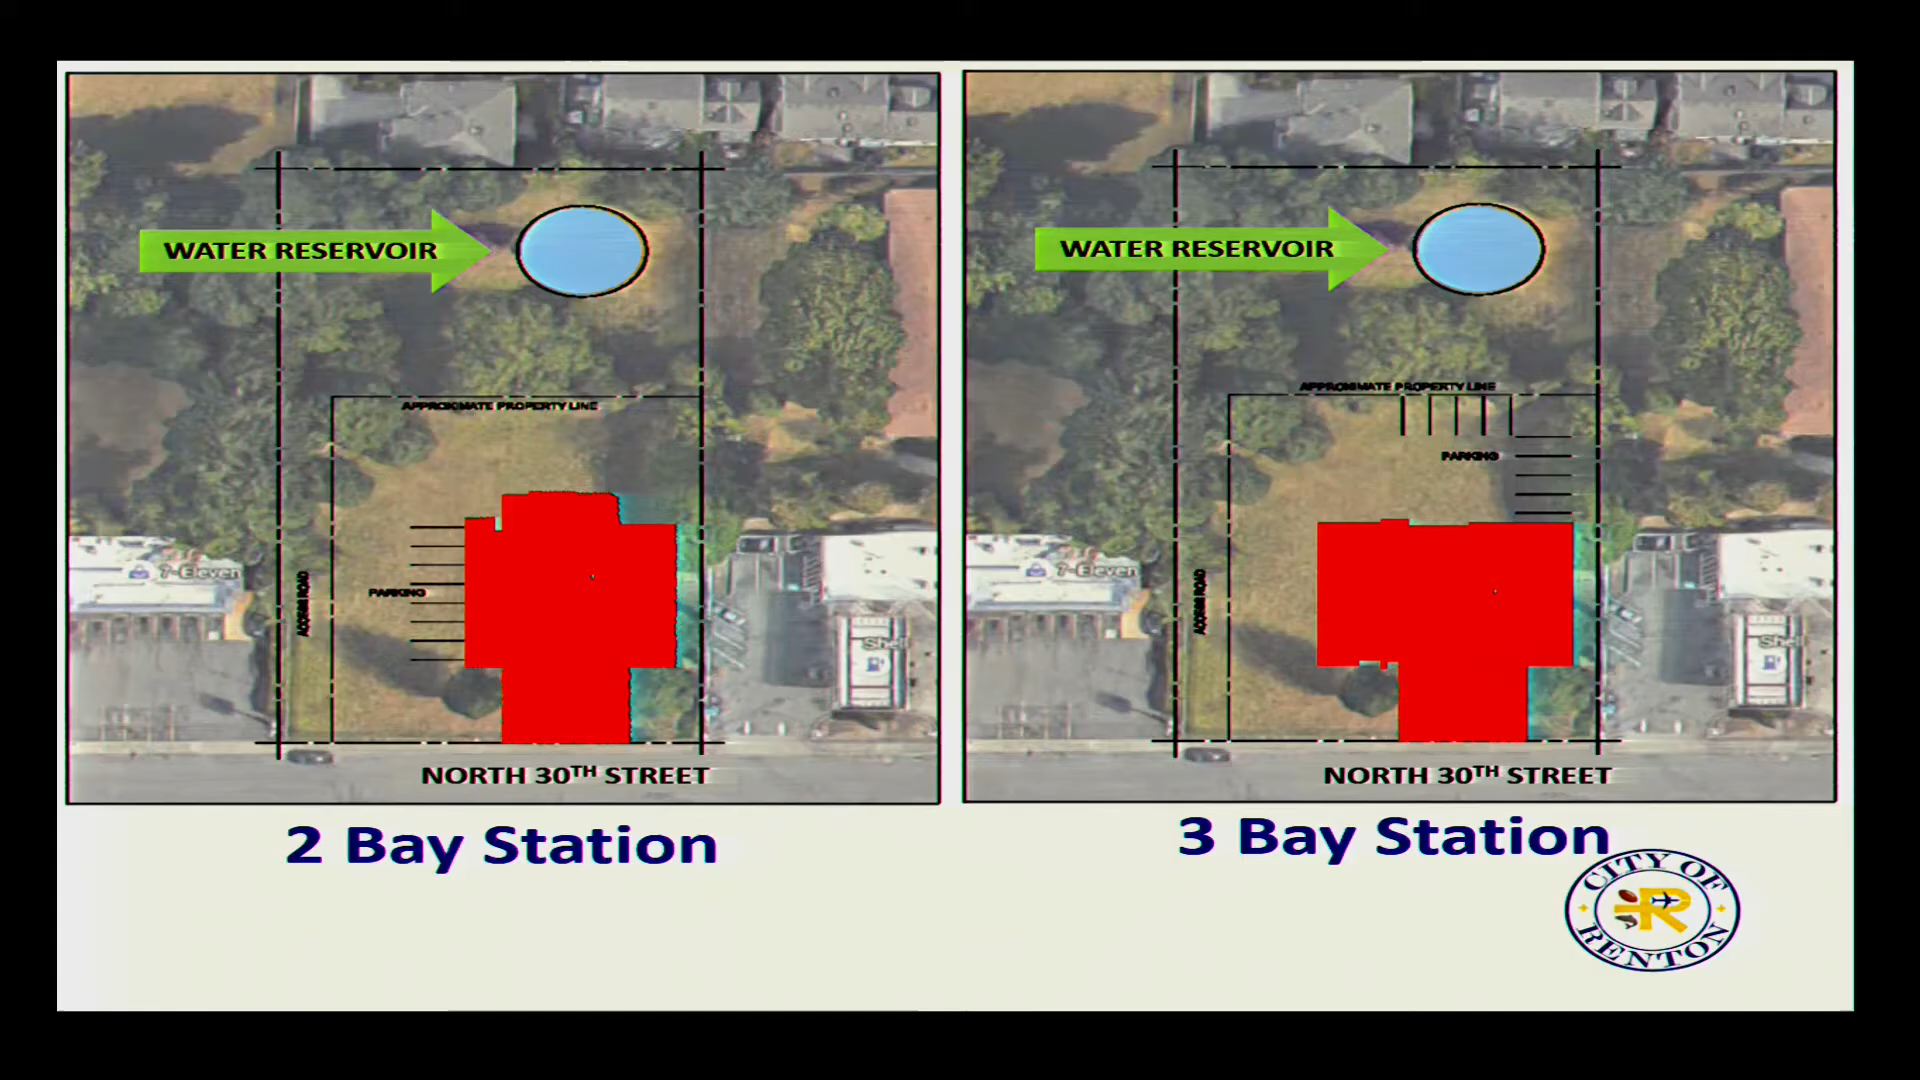 WATER RESERVOIR
APPROXIMATE PROPERTY LINE
7-Eleven
ACCESS ROAD
PARKING
Shell
NORTH 30TH STREET
2 Bay Station
WATER RESERVOIR
APPROXIMATE PROPERTY LINE
PARKING
7-Eleven
ACCESS ROAD
Shell
NORTH 30TH STREET
3 Bay Station
CITY OF
R
RENTON